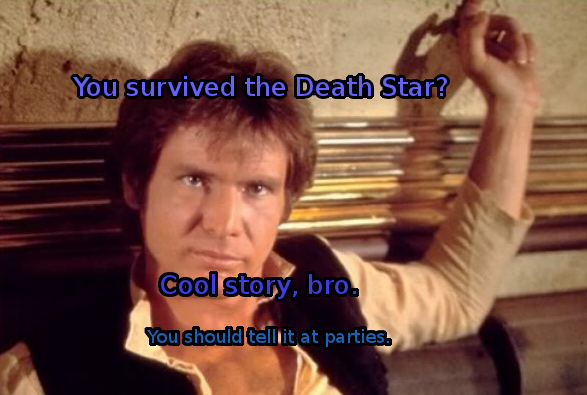 You survived the Death Star?
Cool story, bro.
You should tell it at parties.